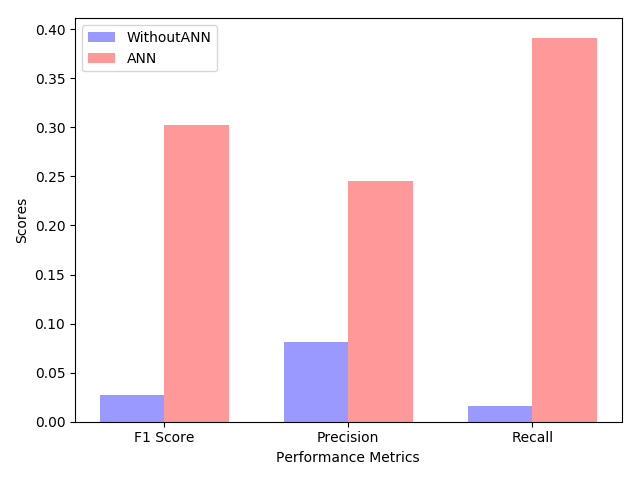 WithoutANN
ANN
0.40
0.35
0.30
0.25
0.20
0.15
0.10
0.05
0.00
Scores
F1 Score Precision Recall
Performance Metrics